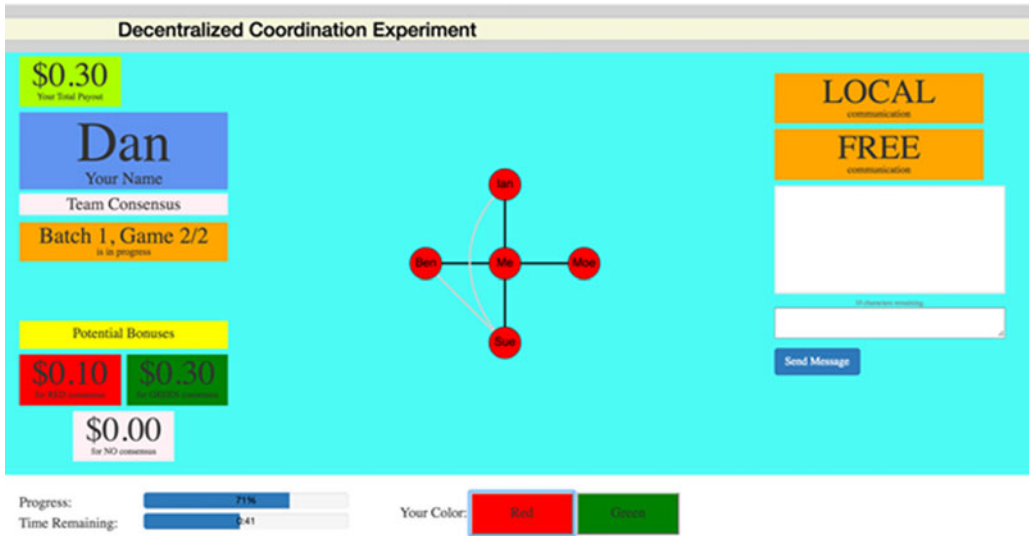 Decentralized Coordination Experiment
$0.30
Your Total Payout
Dan
Your Name
Team Consensus
Batch 1, Game 2/2
is in progress
Potential Bonuses
$0.10
for RED consensus
$0.30
for GREEN consensus
$0.00
for NO consensus
Ian
Ben
Me
Moe
Sue
LOCAL
communication
FREE
communication
characters remaining
Send Message
Progress:
71%
Time Remaining:
0:41
Your Color:
Red
Green